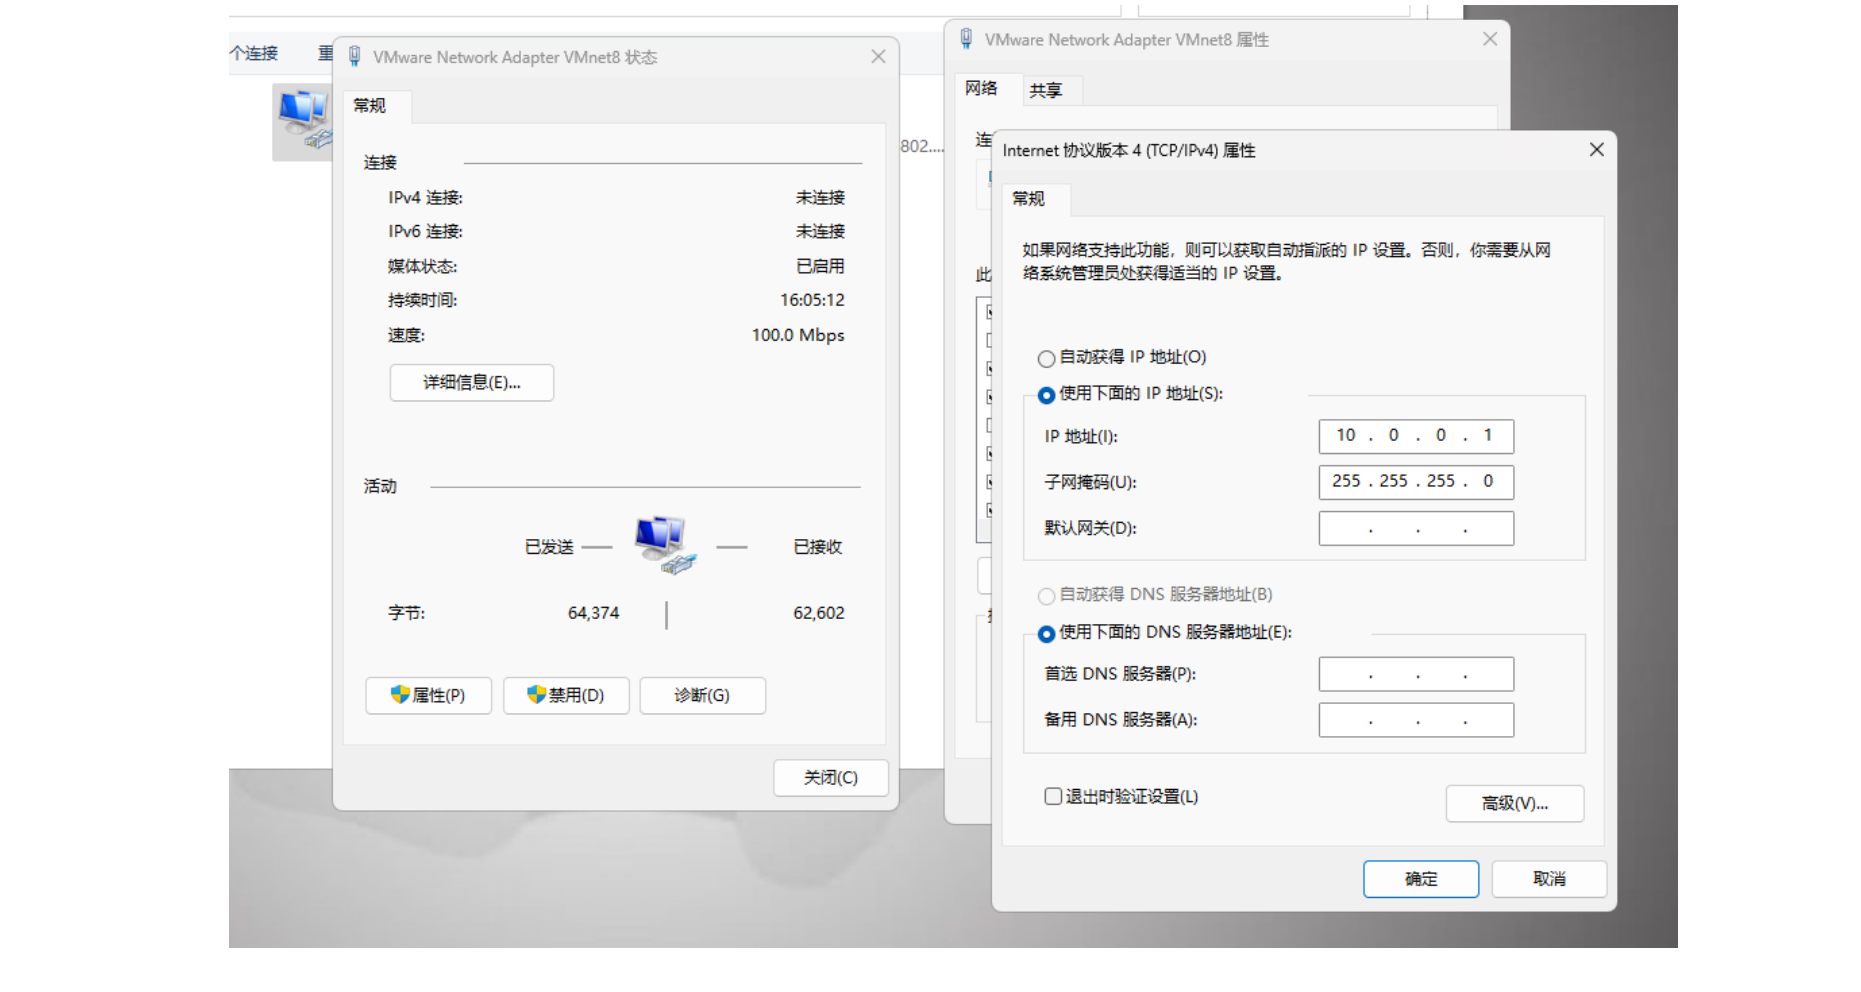 个连接
重
VMware Network Adapter VMnet8 状态
常规
连接
IPv4 连接:
未连接
IPv6 连接:
未连接
媒体状态:
已启用
持续时间:
16:05:12
速度:
100.0 Mbps
详细信息(E)...
活动
已发送
已接收
字节:
64,374
62,602
属性(P)
禁用(D)
诊断(G)
关闭(C)
802....
VMware Network Adapter VMnet8 属性
网络
共享
连
此
Internet 协议版本 4 (TCP/IPv4) 属性
常规
如果网络支持此功能，则可以获取自动指派的 IP 设置。否则，你需要从网
络系统管理员处获得适当的 IP 设置。
自动获得 IP 地址(O)
使用下面的 IP 地址(S):
IP 地址(I):
10 . 0 . 0 . 1
子网掩码(U):
255 . 255 . 255 . 0
默认网关(D):
. . .
自动获得 DNS 服务器地址(B)
使用下面的 DNS 服务器地址(E):
首选 DNS 服务器(P):
. . .
备用 DNS 服务器(A):
. . .
退出时验证设置(L)
高级(V)...
确定
取消